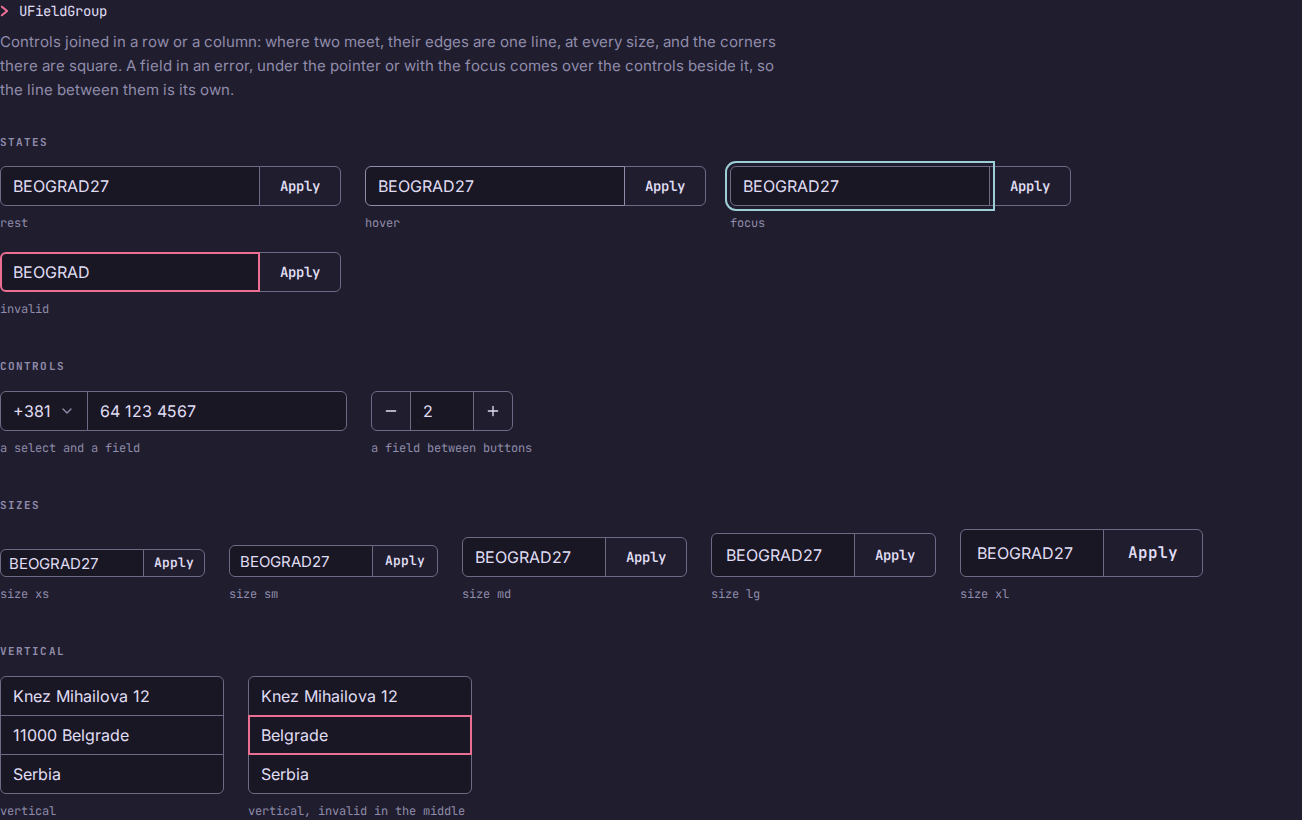 UFieldGroup
Controls joined in a row or a column: where two meet, their edges are one line, at every size, and the corners
there are square. A field in an error, under the pointer or with the focus comes over the controls beside it, so
the line between them is its own.
STATES
BEOGRAD27 Apply BEOGRAD27 Apply BEOGRAD27 Apply
rest hover focus
BEOGRAD Apply
invalid
CONTROLS
+381 64 123 4567 − 2 +
a select and a field a field between buttons
SIZES
BEOGRAD27 Apply BEOGRAD27 Apply BEOGRAD27 Apply BEOGRAD27 Apply BEOGRAD27 Apply
size xs size sm size md size lg size xl
VERTICAL
Knez Mihailova 12 Knez Mihailova 12
11000 Belgrade Belgrade
Serbia Serbia
vertical vertical, invalid in the middle